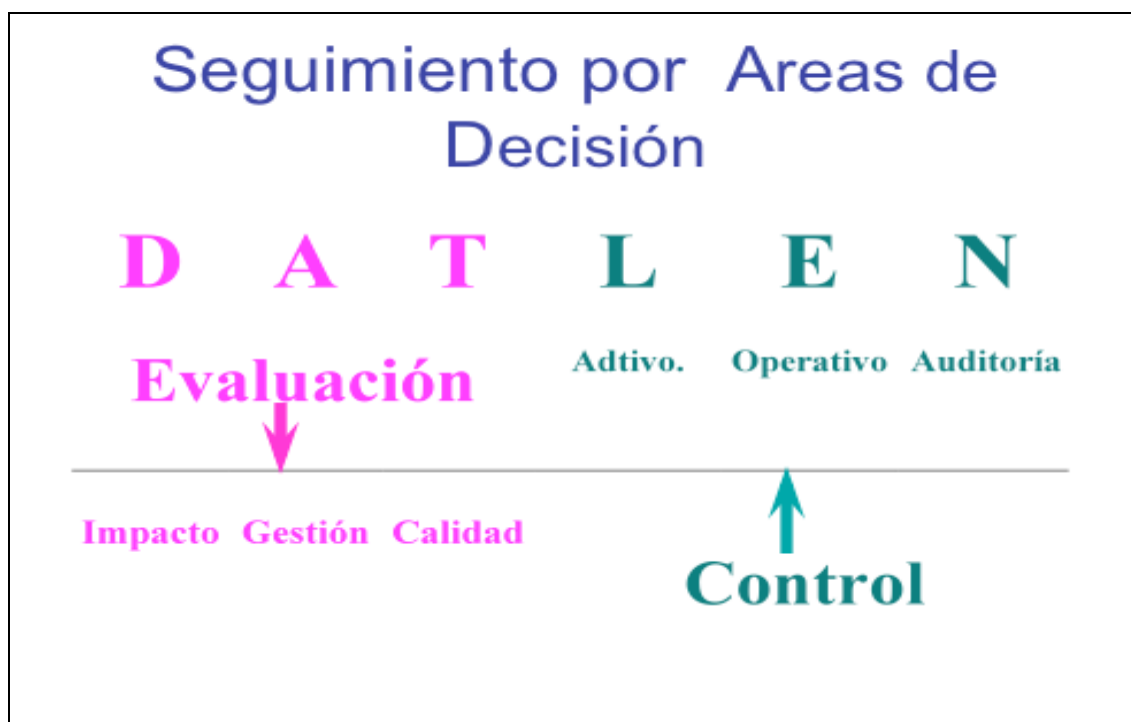 Seguimiento por Areas de
Decisión
D A T L E N
Evaluación
Adtivo. Operativo Auditoría
Impacto Gestión Calidad
Control